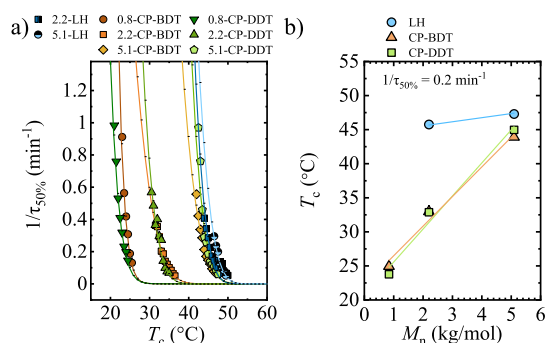 a)
2.2-LH 0.8-CP-BDT 0.8-CP-DDT
5.1-LH 2.2-CP-BDT 2.2-CP-DDT
5.1-CP-BDT 5.1-CP-DDT
1/τ50% (min⁻¹)
1.2
1
0.8
0.6
0.4
0.2
0
20 30 40 50 60
Tc (°C)
b)
LH
CP-BDT
CP-DDT
1/τ50% = 0.2 min⁻¹
Tc (°C)
55
50
45
40
35
30
25
20
0 1 2 3 4 5 6
Mn (kg/mol)